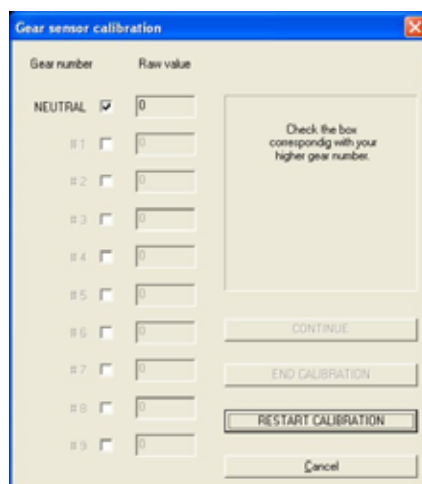 Gear sensor calibration
Gear number Raw value
NEUTRAL 0
#1 0
#2 0
#3 0
#4 0
#5 0
#6 0
#7 0
#8 0
#9 0
Check the box
correspondig with your
higher gear number.
CONTINUE
END CALIBRATION
RESTART CALIBRATION
Cancel